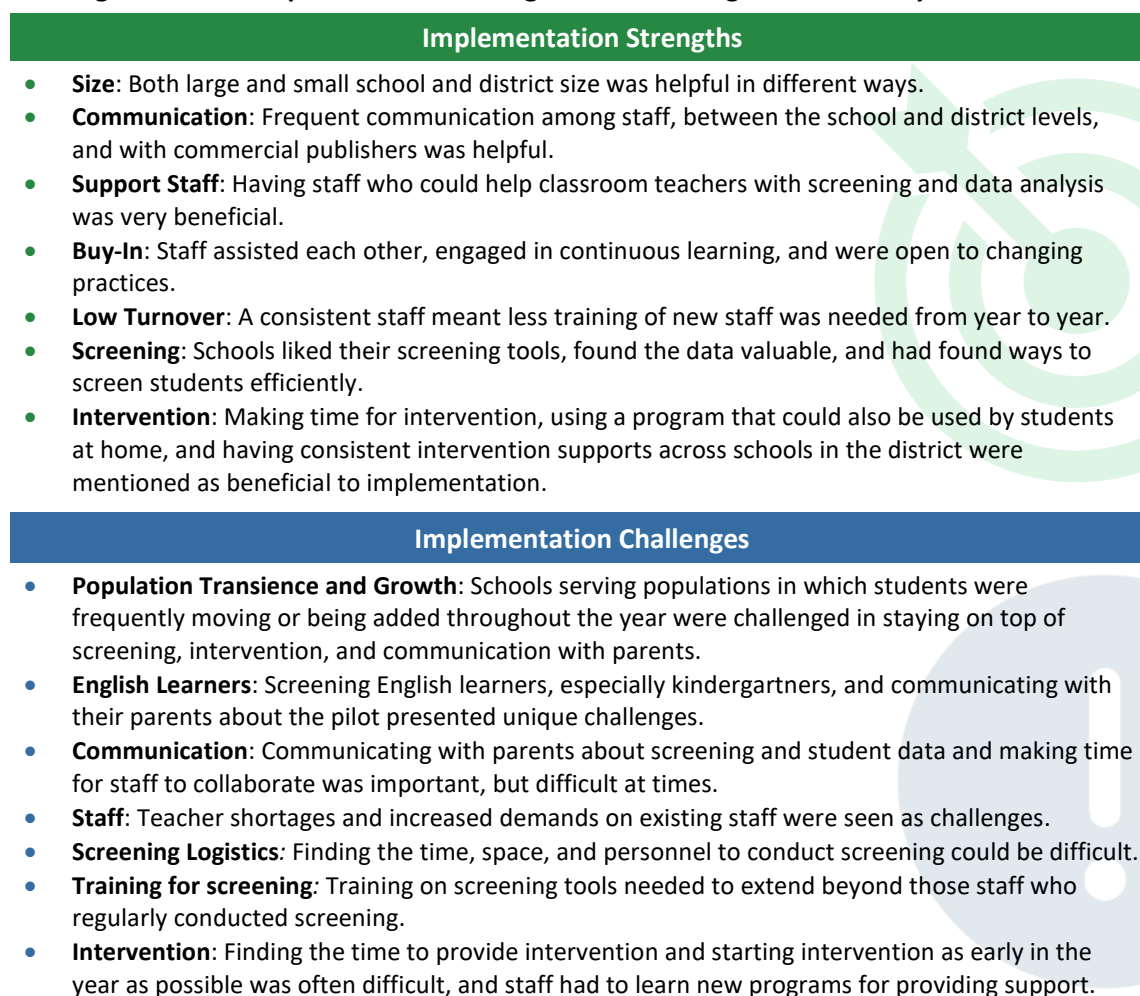 Implementation Strengths
• Size: Both large and small school and district size was helpful in different ways.
• Communication: Frequent communication among staff, between the school and district levels,
and with commercial publishers was helpful.
• Support Staff: Having staff who could help classroom teachers with screening and data analysis
was very beneficial.
• Buy-In: Staff assisted each other, engaged in continuous learning, and were open to changing
practices.
• Low Turnover: A consistent staff meant less training of new staff was needed from year to year.
• Screening: Schools liked their screening tools, found the data valuable, and had found ways to
screen students efficiently.
• Intervention: Making time for intervention, using a program that could also be used by students
at home, and having consistent intervention supports across schools in the district were
mentioned as beneficial to implementation.
Implementation Challenges
• Population Transience and Growth: Schools serving populations in which students were
frequently moving or being added throughout the year were challenged in staying on top of
screening, intervention, and communication with parents.
• English Learners: Screening English learners, especially kindergartners, and communicating with
their parents about the pilot presented unique challenges.
• Communication: Communicating with parents about screening and student data and making time
for staff to collaborate was important, but difficult at times.
• Staff: Teacher shortages and increased demands on existing staff were seen as challenges.
• Screening Logistics: Finding the time, space, and personnel to conduct screening could be difficult.
• Training for screening: Training on screening tools needed to extend beyond those staff who
regularly conducted screening.
• Intervention: Finding the time to provide intervention and starting intervention as early in the
year as possible was often difficult, and staff had to learn new programs for providing support.